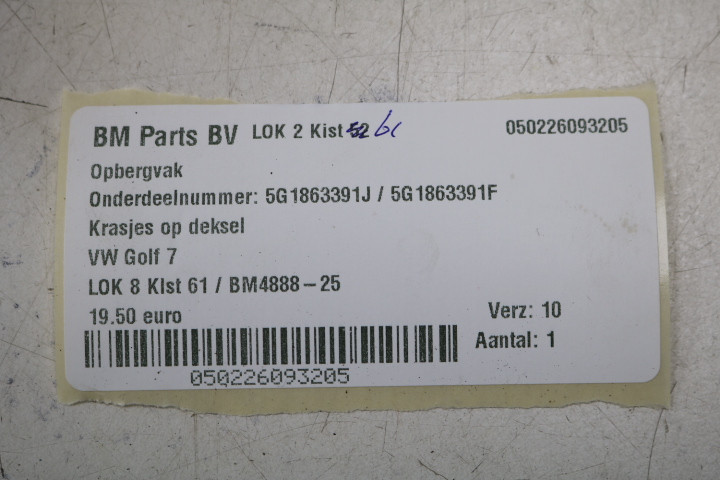 BM Parts BV LOK 2 Kist 61 050226093205
Opbergvak
Onderdeelnummer: 5G1863391J / 5G1863391F
Krasjes op deksel
VW Golf 7
LOK 8 KIst 61 / BM4888-25
19.50 euro Verz: 10
Aantal: 1
050226093205